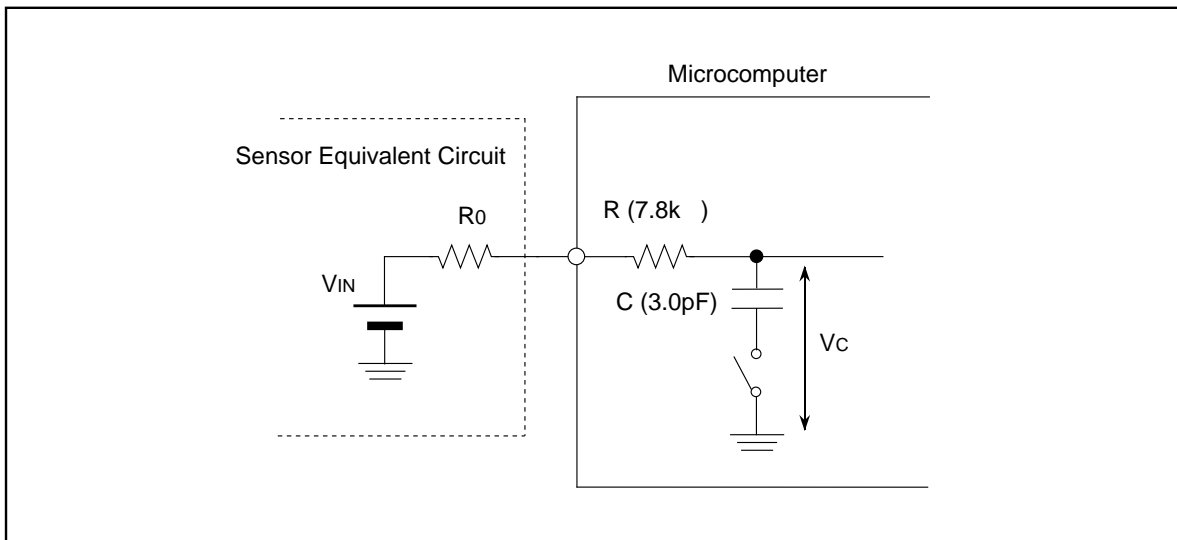 Microcomputer
Sensor Equivalent Circuit
R0
R (7.8k )
VIN
C (3.0pF)
VC